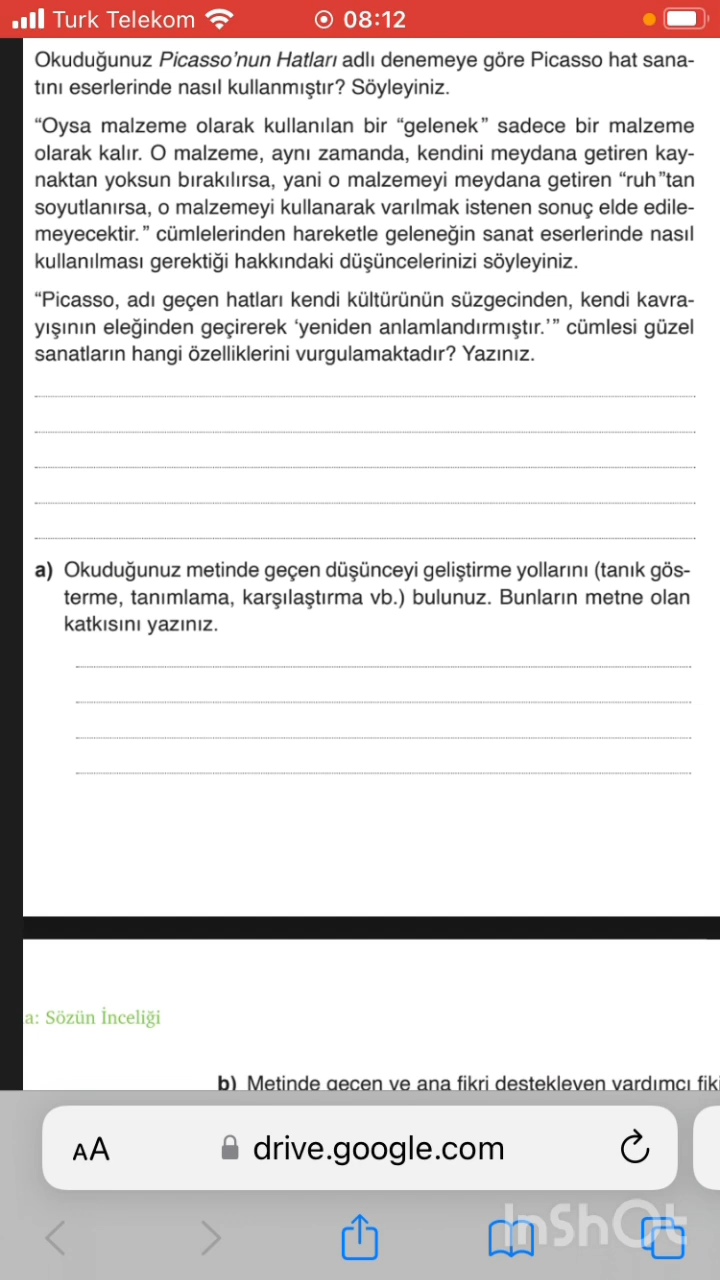 Turk Telekom 08:12
Okuduğunuz Picasso'nun Hatları adlı denemeye göre Picasso hat sana-
tını eserlerinde nasıl kullanmıştır? Söyleyiniz.
“Oysa malzeme olarak kullanılan bir “gelenek” sadece bir malzeme
olarak kalır. O malzeme, aynı zamanda, kendini meydana getiren kay-
naktan yoksun bırakılırsa, yani o malzemeyi meydana getiren “ruh”tan
soyutlanırsa, o malzemeyi kullanarak varılmak istenen sonuç elde edile-
meyecektir.” cümlelerinden hareketle geleneğin sanat eserlerinde nasıl
kullanılması gerektiği hakkındaki düşüncelerinizi söyleyiniz.
“Picasso, adı geçen hatları kendi kültürünün süzgecinden, kendi kavra-
yışının eleğinden geçirerek ‘yeniden anlamlandırmıştır.’” cümlesi güzel
sanatların hangi özelliklerini vurgulamaktadır? Yazınız.
a) Okuduğunuz metinde geçen düşünceyi geliştirme yollarını (tanık gös-
terme, tanımlama, karşılaştırma vb.) bulunuz. Bunların metne olan
katkısını yazınız.
a: Sözün İnceliği
b) Metinde geçen ve ana fikri destekleyen yardımcı fiki
AA drive.google.com
InShOt